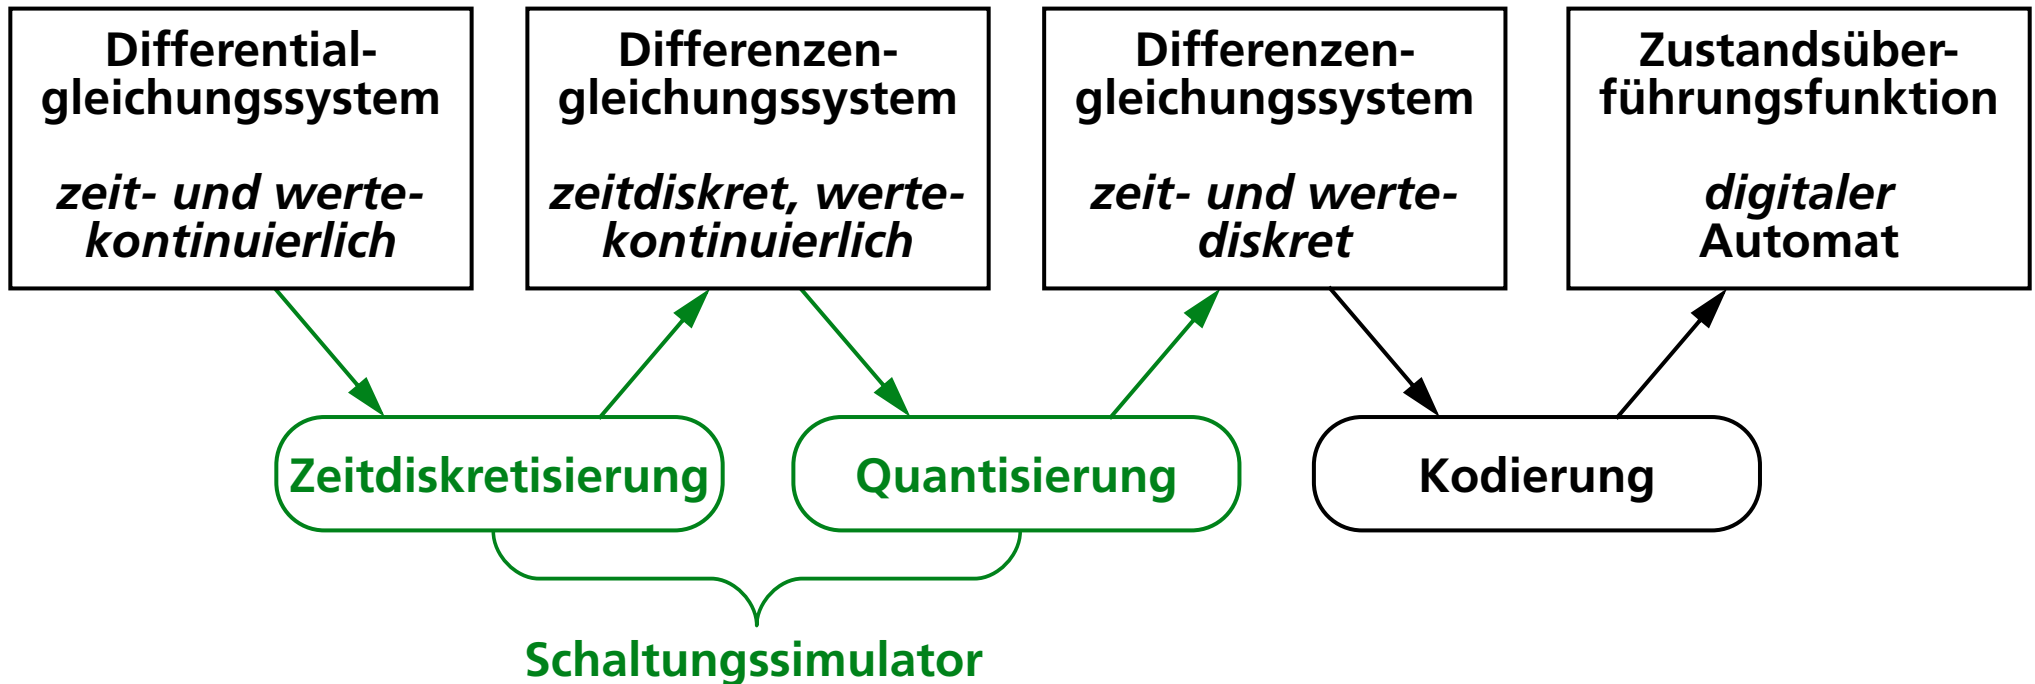 Differential-
gleichungssystem
zeit- und werte-
kontinuierlich
Differenzen-
gleichungssystem
zeitdiskret, werte-
kontinuierlich
Differenzen-
gleichungssystem
zeit- und werte-
diskret
Zustandsüber-
führungsfunktion
digitaler
Automat
Zeitdiskretisierung
Quantisierung
Kodierung
Schaltungssimulator